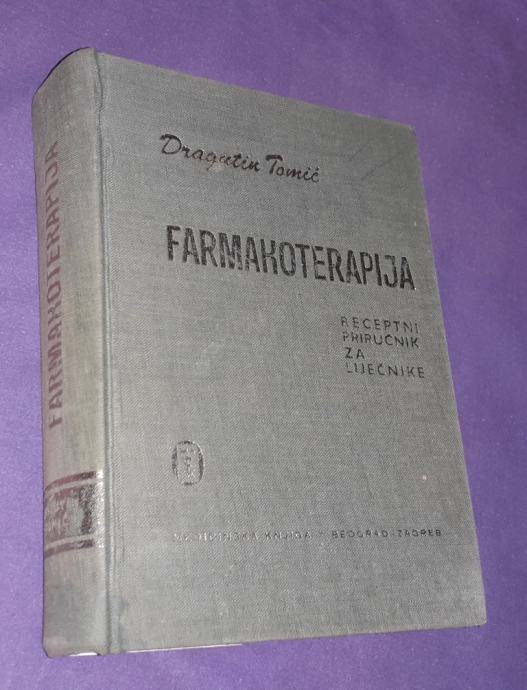 Dragutin Tomić
FARMAKOTERAPIJA
RECEPTNI
PRIRUČNIK
ZA
LIJEČNIKE
MEDICINSKA KNJIGA BEOGRAD-ZAGREB
FARMAKOTERAPIJA